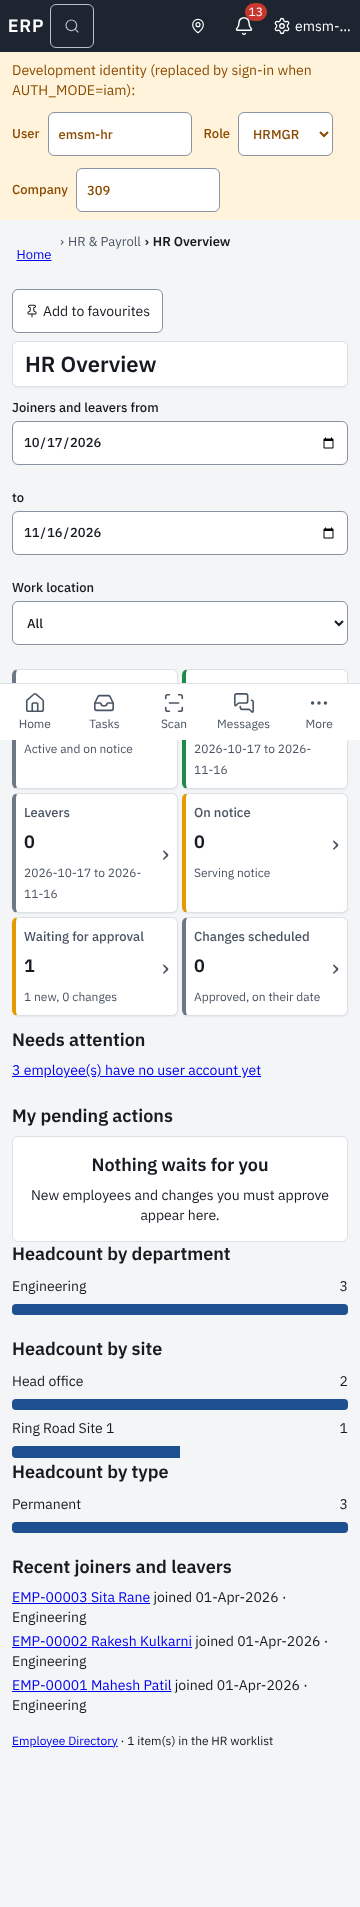 ERP
13
emsm-...
Development identity (replaced by sign-in when
AUTH_MODE=iam):
User emsm-hr Role HRMGR
Company 309
Home › HR & Payroll › HR Overview
Add to favourites
HR Overview
Joiners and leavers from
10/17/2026
to
11/16/2026
Work location
All
Home Tasks Scan Messages More
Active and on notice
2026-10-17 to 2026-
11-16
Leavers
0
2026-10-17 to 2026-
11-16
On notice
0
Serving notice
Waiting for approval
1
1 new, 0 changes
Changes scheduled
0
Approved, on their date
Needs attention
3 employee(s) have no user account yet
My pending actions
Nothing waits for you
New employees and changes you must approve
appear here.
Headcount by department
Engineering 3
Headcount by site
Head office 2
Ring Road Site 1 1
Headcount by type
Permanent 3
Recent joiners and leavers
EMP-00003 Sita Rane joined 01-Apr-2026 ·
Engineering
EMP-00002 Rakesh Kulkarni joined 01-Apr-2026 ·
Engineering
EMP-00001 Mahesh Patil joined 01-Apr-2026 ·
Engineering
Employee Directory · 1 item(s) in the HR worklist